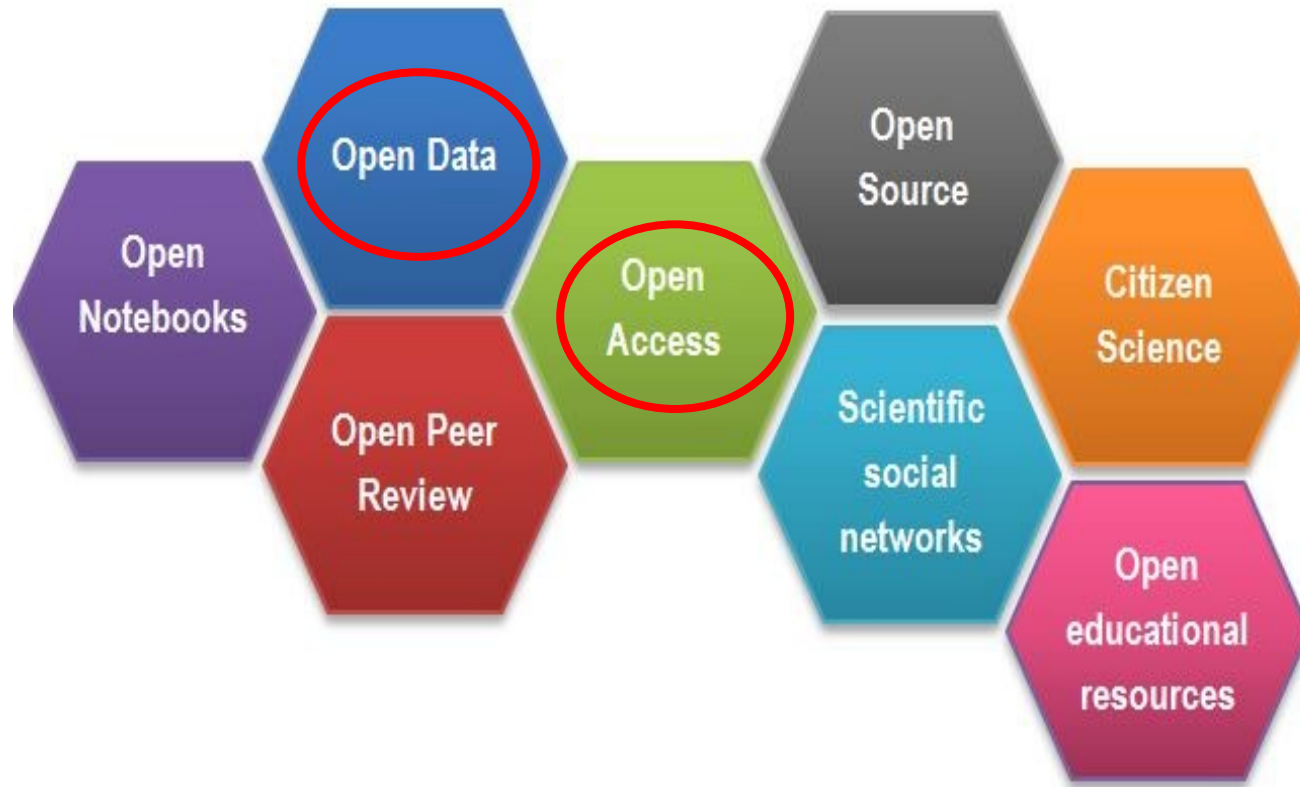 Open
Notebooks
Open Data
Open Peer
Review
Open
Access
Open
Source
Scientific
social
networks
Citizen
Science
Open
educational
resources